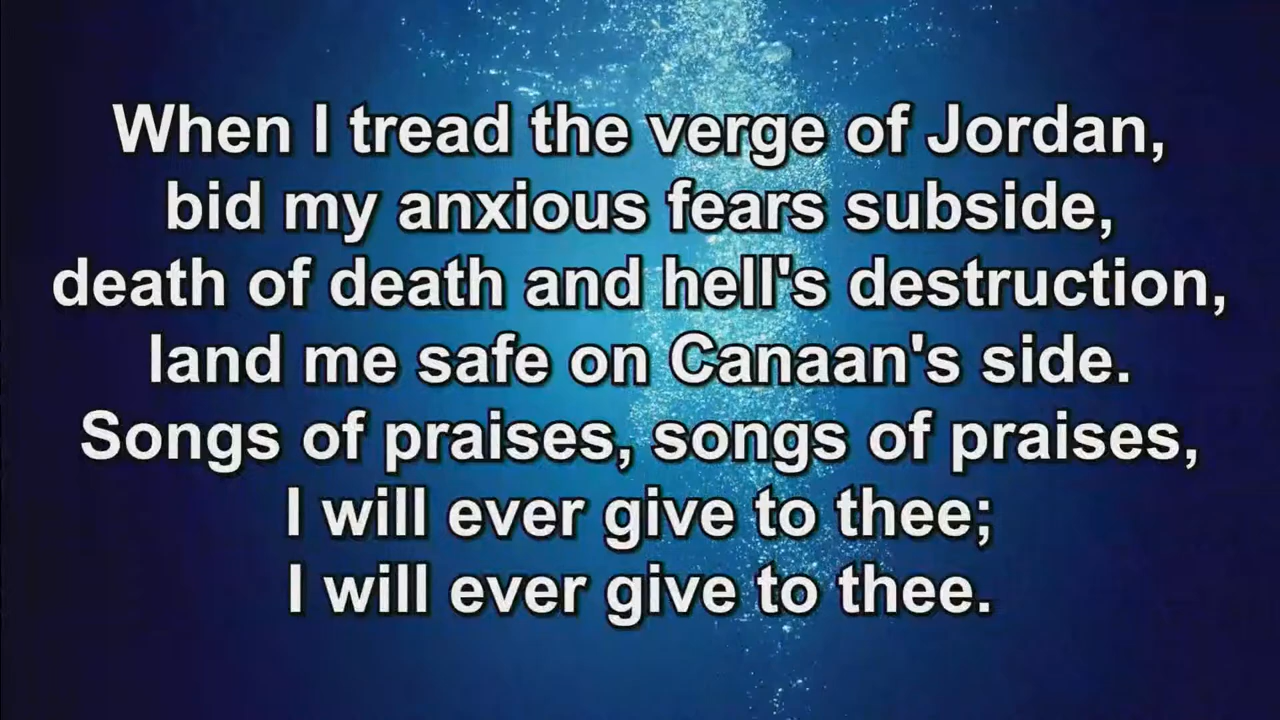 When I tread the verge of Jordan,
bid my anxious fears subside,
death of death and hell's destruction,
land me safe on Canaan's side.
Songs of praises, songs of praises,
I will ever give to thee;
I will ever give to thee.